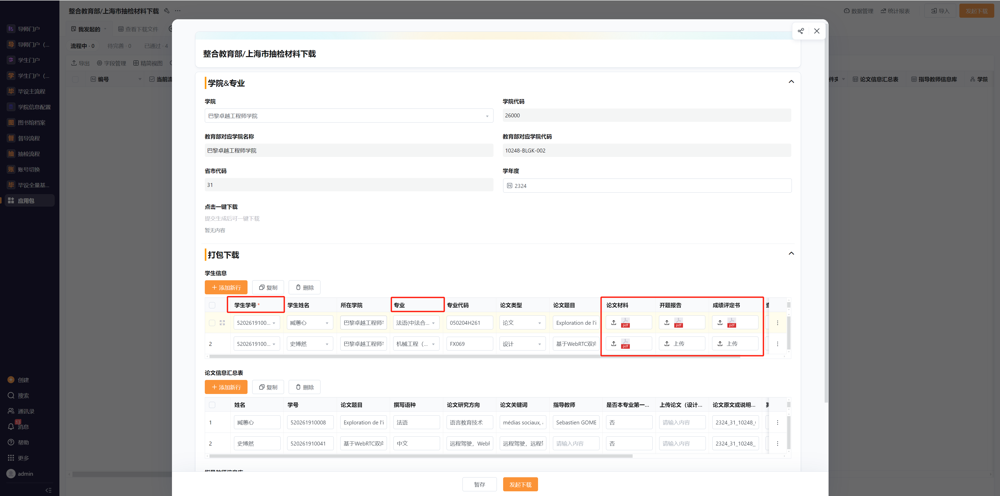 整合教育部/上海市抽检材料下载
数据管理
统计报表
导入
发起下载
导师门户
导师门户（...
学生门户
学生门户（...
毕设主流程
学院信息配置
图书馆档案
督导流程
抽检流程
账号切换
毕设全量基...
应用包
创建
搜索
通讯录
13
消息
帮助
更多
admin
我发起的
查看下载文件
流程中 · 0
待完善 · 0
已通过 · 4
导出
字段管理
精简视图
编号
当前流
件夹
论文信息汇总表
指导教师信息库
学院
整合教育部/上海市抽检材料下载
学院&专业
学院
学院代码
巴黎卓越工程师学院
26000
教育部对应学院名称
教育部对应学院代码
巴黎卓越工程师学院
10248-BLGK-002
省市代码
学年度
31
2324
点击一键下载
提交生成后可一键下载
暂无内容
打包下载
学生信息
添加新行 复制 删除
学生学号* 学生姓名 所在学院 专业 专业代码 论文类型 论文题目 论文材料 开题报告 成绩评定书
5202619100... 臧蕙心 巴黎卓越工程师 法语(中法合... 050204H261 论文 Exploration de l'i pdf pdf pdf
2 5202619100... 史博然 巴黎卓越工程师 机械工程（... FX069 设计 基于WebRTC双向 pdf 上传 上传
论文信息汇总表
添加新行 复制 删除
姓名 学号 论文题目 撰写语种 论文研究方向 论文关键词 指导教师 是否本专业第一... 上传论文（设计... 论文原文或说明...
1 臧蕙心 520261910008 Exploration de l'i 法语 语言教育技术 médias sociaux, Sebastien GOME 否 请输入内容 2324_31_10248_
2 史博然 520261910041 基于WebRTC双向 中文 远程驾驶，WebF 远程驾驶，远程 请输入内容 否 请输入内容 2324_31_10248_
暂存
发起下载